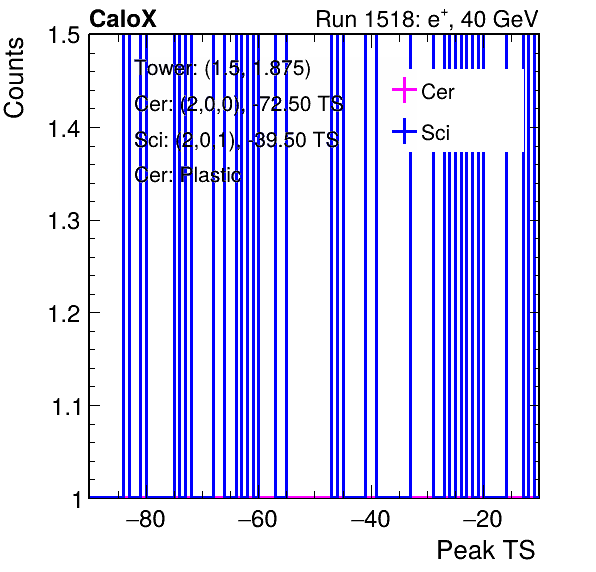 CaloX Run 1518: e+, 40 GeV
Counts
1.5
1.4
1.3
1.2
1.1
1
Tower: (1.5, 1.875)
Cer: (2,0,0), -72.50 TS
Sci: (2,0,1), -39.50 TS
Cer: Plastic
Cer
Sci
−80 −60 −40 −20
Peak TS